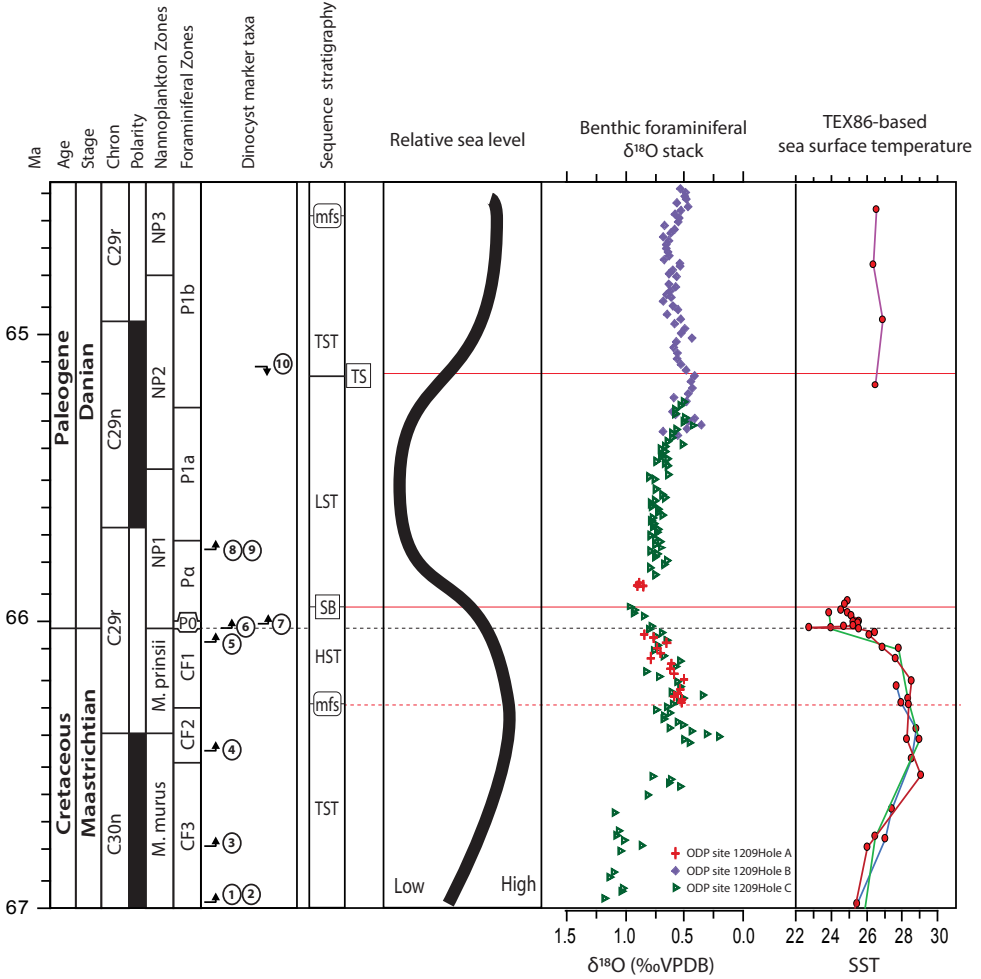 Ma
Age
Stage
Chron
Polarity
Nannoplankton Zones
Foraminiferal Zones
Dinocyst marker taxa
Sequence stratigraphy
Relative sea level
Benthic foraminiferal
δ¹⁸O stack
TEX86-based
sea surface temperature
65
66
67
Paleogene
Cretaceous
Danian
Maastrichtian
C29r
C29n
C29r
C30n
NP3
NP2
NP1
M. prinsii
M. murus
P1b
P1a
Pα
P0
CF1
CF2
CF3
10
8 9
7
6
5
4
3
1 2
mfs
TST
TS
LST
SB
HST
mfs
TST
Low High
ODP site 1209Hole A
ODP site 1209Hole B
ODP site 1209Hole C
1.5 1.0 0.5 0.0
δ¹⁸O (‰VPDB)
22 24 26 28 30
SST